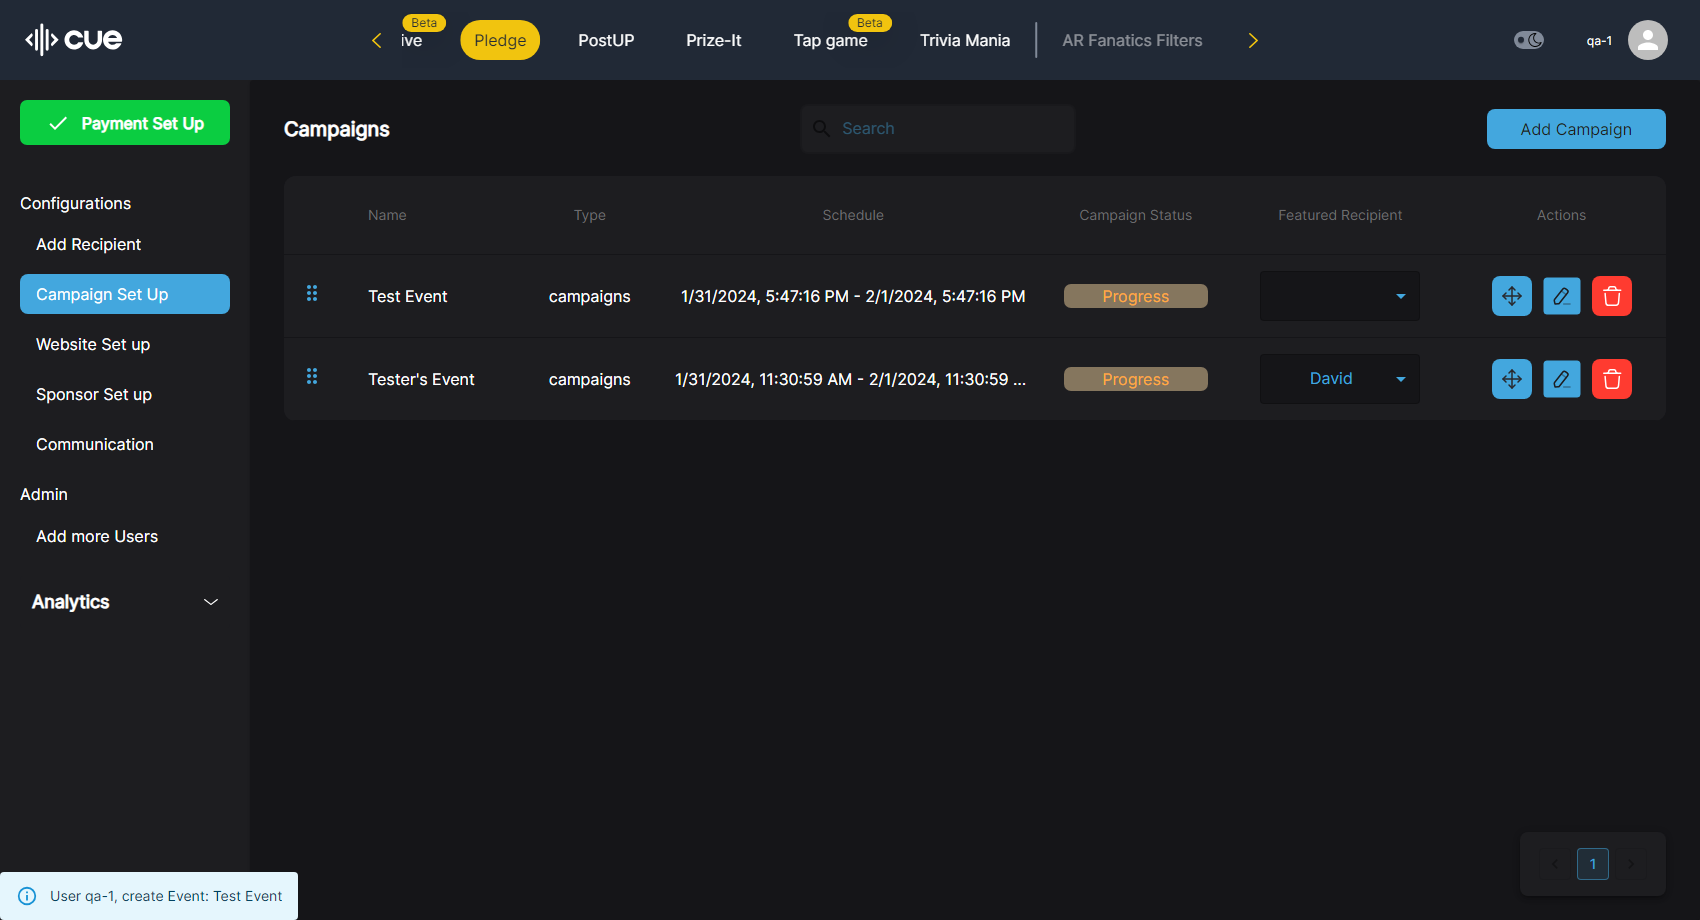 cue
ive
Beta
Pledge
PostUP
Prize-It
Tap game
Beta
Trivia Mania
AR Fanatics Filters
qa-1
Payment Set Up
Configurations
Add Recipient
Campaign Set Up
Website Set up
Sponsor Set up
Communication
Admin
Add more Users
Analytics
Campaigns
Search
Add Campaign
Name Type Schedule Campaign Status Featured Recipient Actions
Test Event campaigns 1/31/2024, 5:47:16 PM - 2/1/2024, 5:47:16 PM Progress
Tester's Event campaigns 1/31/2024, 11:30:59 AM - 2/1/2024, 11:30:59 ... Progress David
1
User qa-1, create Event: Test Event